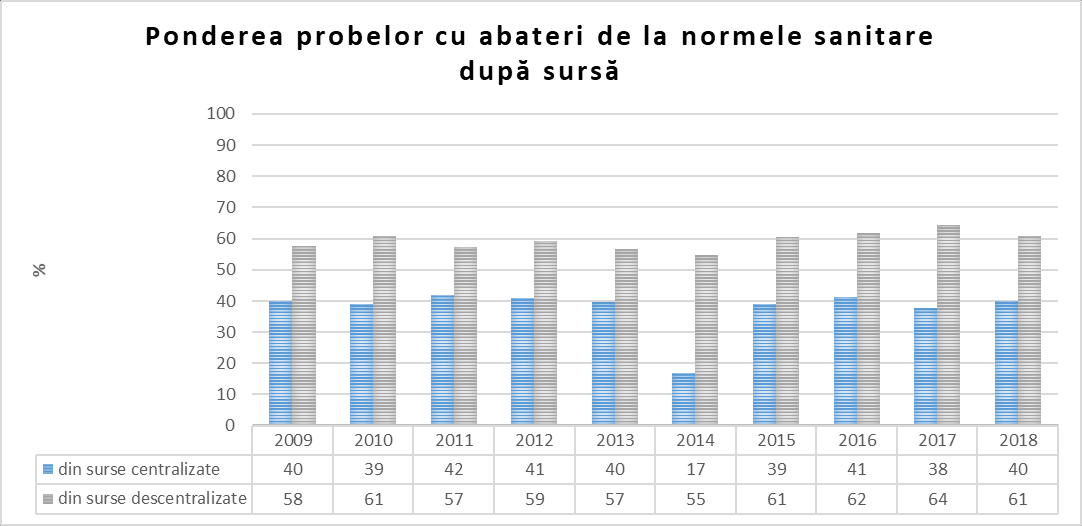 Ponderea probelor cu abateri de la normele sanitare
după sursă
%
100
90
80
70
60
50
40
30
20
10
0
2009 2010 2011 2012 2013 2014 2015 2016 2017 2018
din surse centralizate 40 39 42 41 40 17 39 41 38 40
din surse descentralizate 58 61 57 59 57 55 61 62 64 61